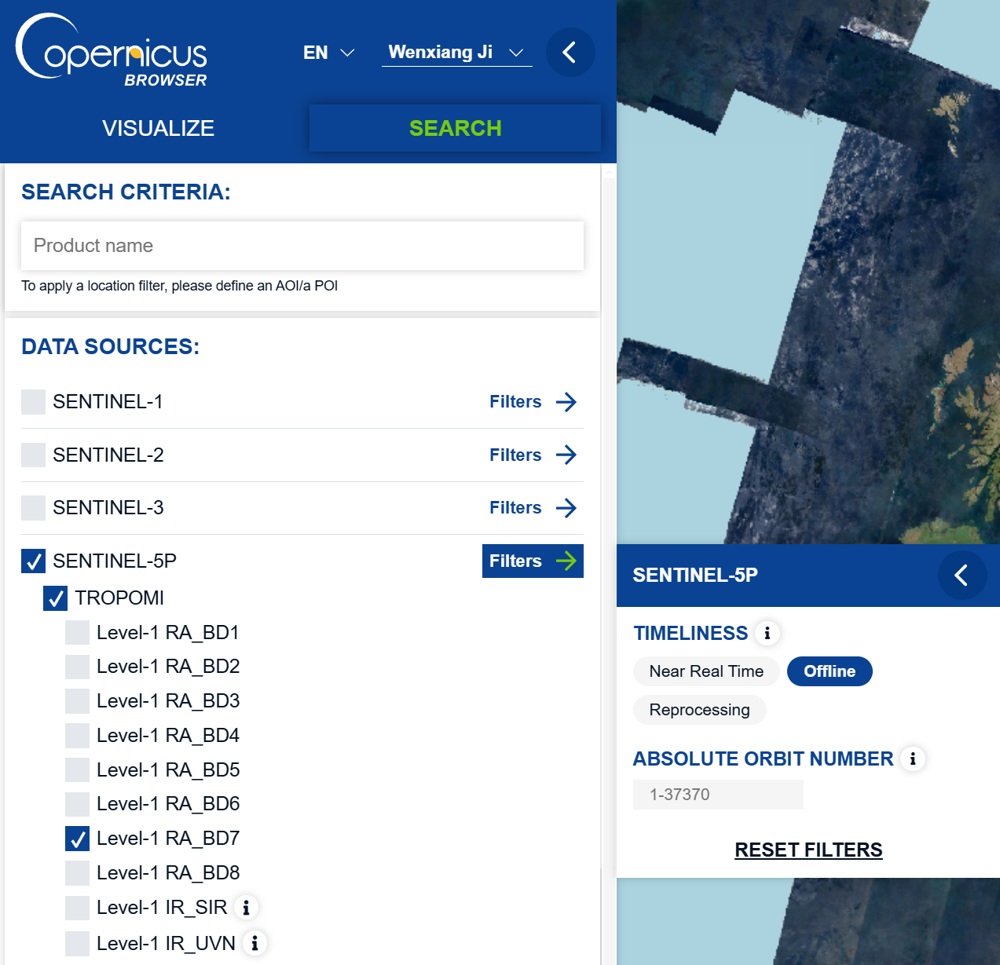 Copernicus
BROWSER
EN
Wenxiang Ji
VISUALIZE
SEARCH
SEARCH CRITERIA:
Product name
To apply a location filter, please define an AOI/a POI
DATA SOURCES:
SENTINEL-1
Filters
SENTINEL-2
Filters
SENTINEL-3
Filters
SENTINEL-5P
Filters
TROPOMI
Level-1 RA_BD1
Level-1 RA_BD2
Level-1 RA_BD3
Level-1 RA_BD4
Level-1 RA_BD5
Level-1 RA_BD6
Level-1 RA_BD7
Level-1 RA_BD8
Level-1 IR_SIR i
Level-1 IR_UVN i
SENTINEL-5P
TIMELINESS i
Near Real Time
Offline
Reprocessing
ABSOLUTE ORBIT NUMBER i
1-37370
RESET FILTERS